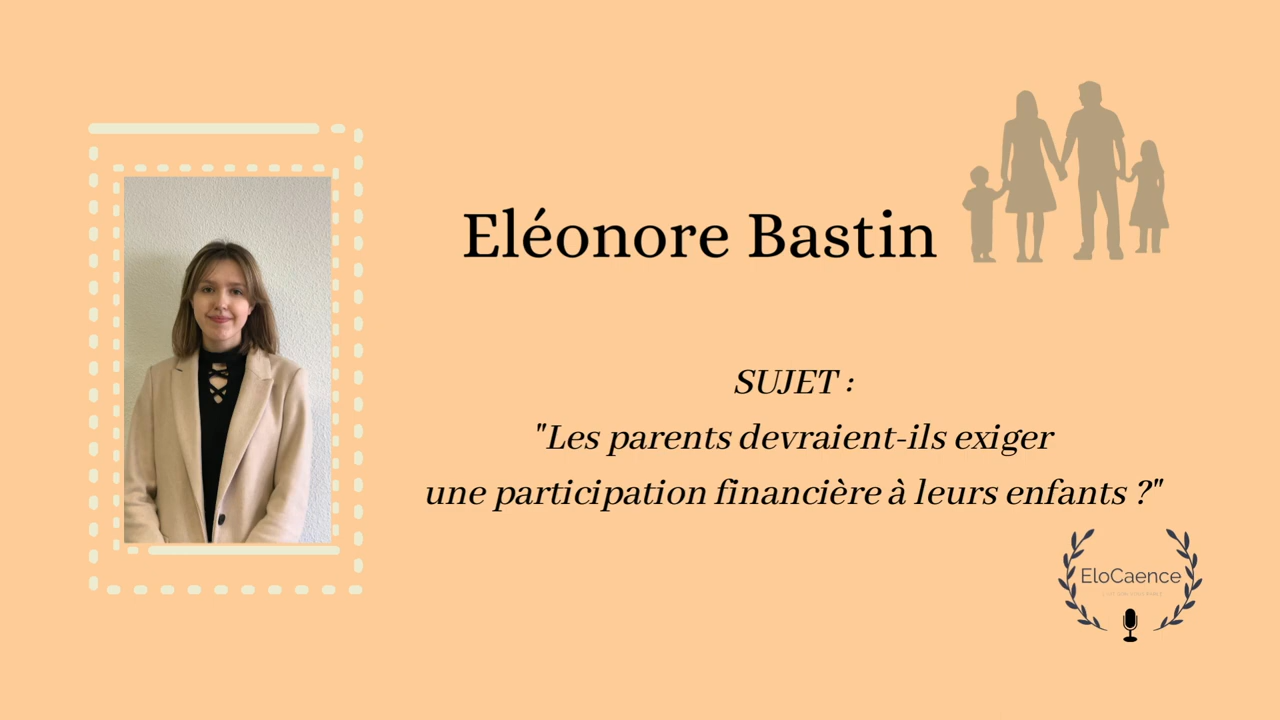 Eléonore Bastin
SUJET :
"Les parents devraient-ils exiger
une participation financière à leurs enfants ?"
EloCaence